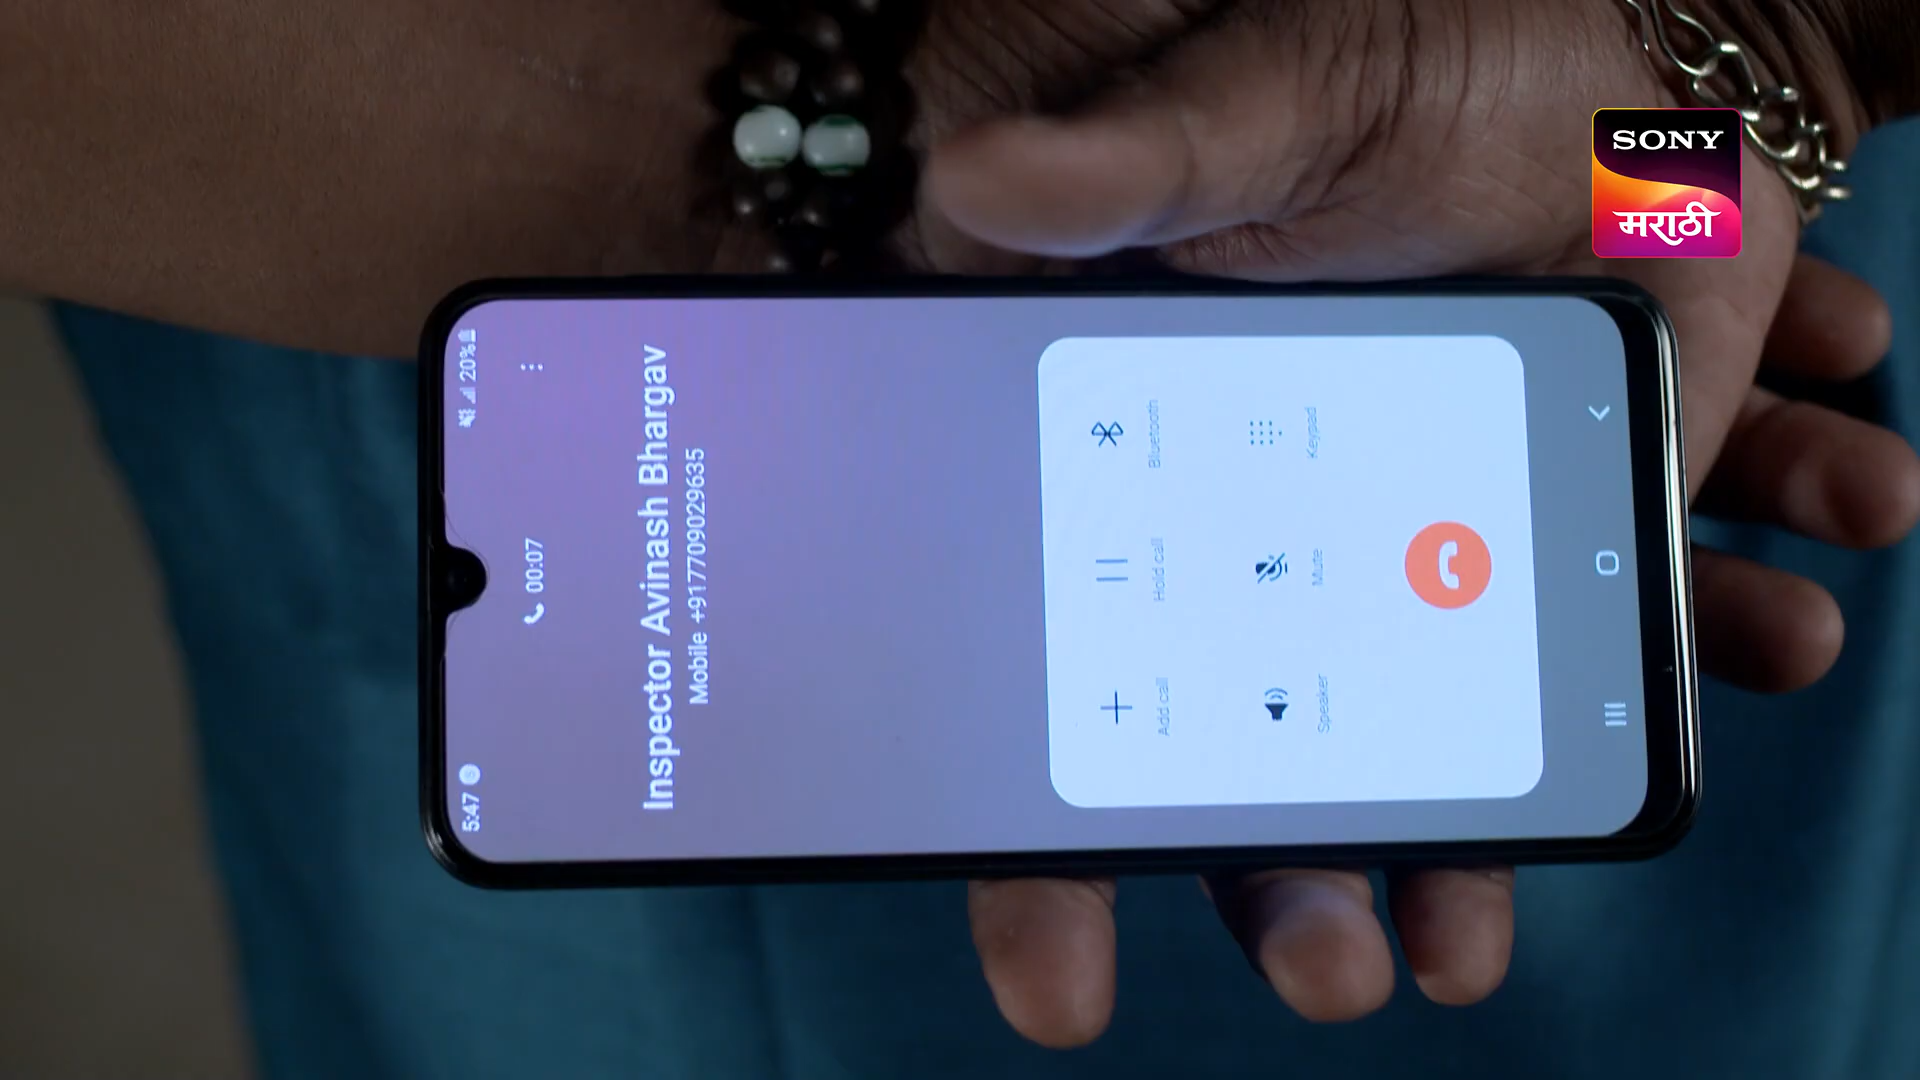 5:47
20%
00:07
Inspector Avinash Bhargav
Mobile +917709029635
Add call
Hold call
Bluetooth
Speaker
Mute
Keypad
SONY
मराठी